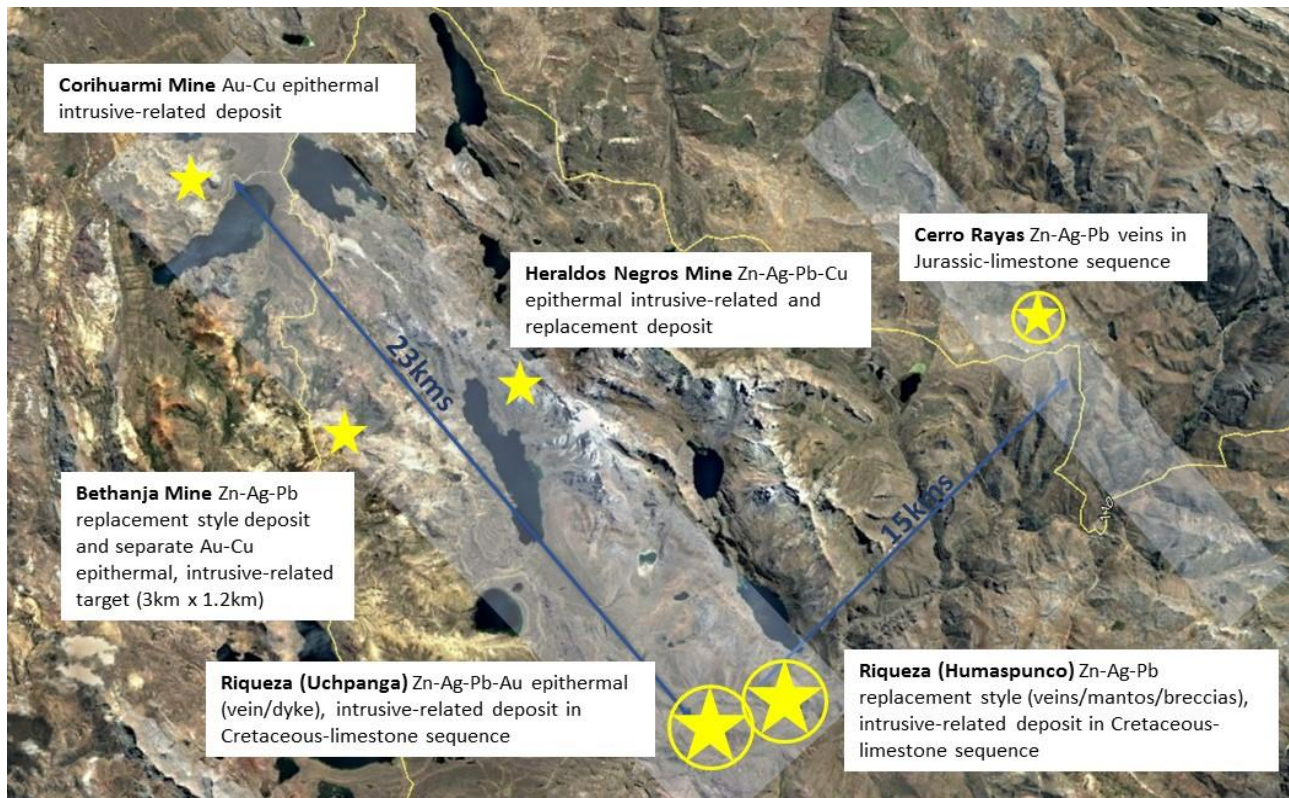 Corihuarmi Mine Au-Cu epithermal
intrusive-related deposit
Cerro Rayas Zn-Ag-Pb veins in
Jurassic-limestone sequence
Heraldos Negros Mine Zn-Ag-Pb-Cu
epithermal intrusive-related and
replacement deposit
23kms
15kms
Bethanja Mine Zn-Ag-Pb
replacement style deposit
and separate Au-Cu
epithermal, intrusive-related
target (3km x 1.2km)
Riqueza (Uchpanga) Zn-Ag-Pb-Au epithermal
(vein/dyke), intrusive-related deposit in
Cretaceous-limestone sequence
Riqueza (Humaspunco) Zn-Ag-Pb
replacement style (veins/mantos/breccias),
intrusive-related deposit in Cretaceous-
limestone sequence